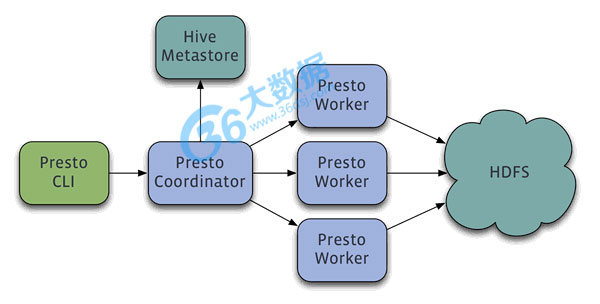 Hive
Metastore
36大数据
www.36dsj.com
Presto
Worker
Presto
CLI
Presto
Coordinator
Presto
Worker
HDFS
Presto
Worker